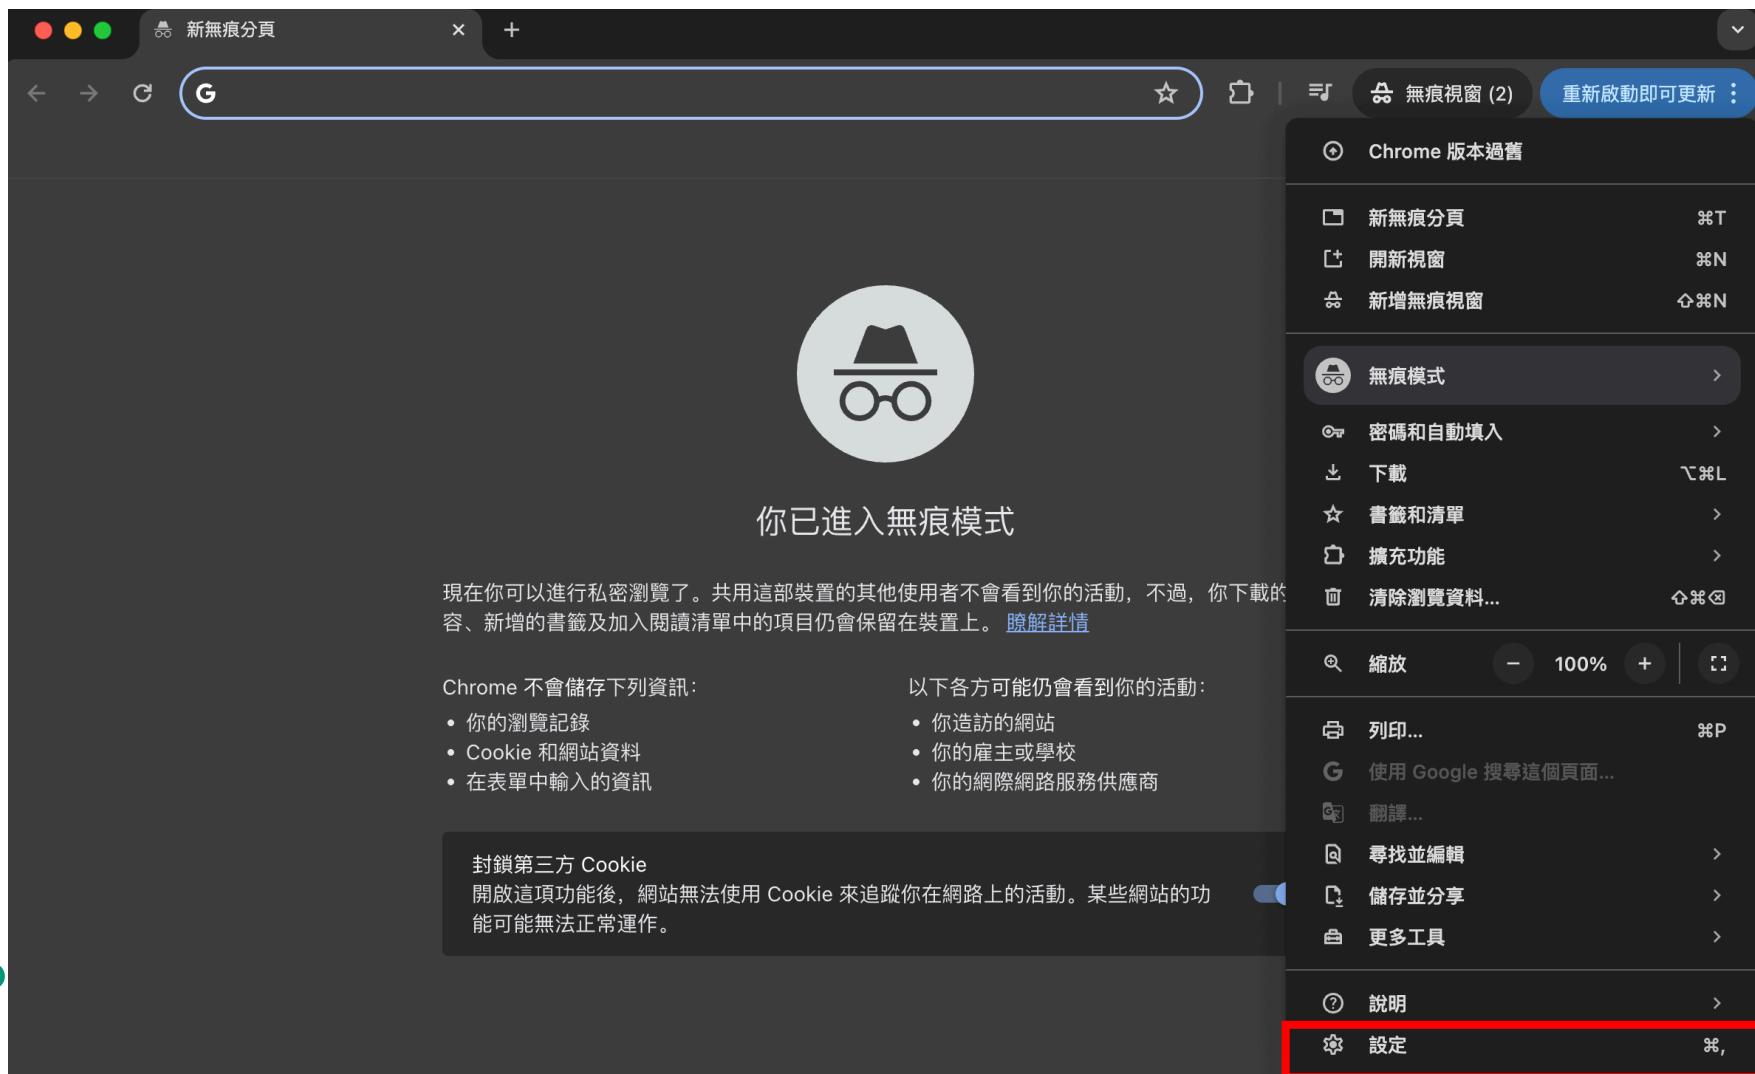 新無痕分頁
無痕視窗 (2)
重新啟動即可更新
Chrome 版本過舊
新無痕分頁 ⌘T
開新視窗 ⌘N
新增無痕視窗 ⇧⌘N
無痕模式
密碼和自動填入
下載 ⌥⌘L
書籤和清單
擴充功能
清除瀏覽資料... ⇧⌘⌫
縮放 − 100% +
列印... ⌘P
使用 Google 搜尋這個頁面...
翻譯...
尋找並編輯
儲存並分享
更多工具
說明
設定 ⌘,
你已進入無痕模式
現在你可以進行私密瀏覽了。共用這部裝置的其他使用者不會看到你的活動，不過，你下載的
容、新增的書籤及加入閱讀清單中的項目仍會保留在裝置上。瞭解詳情
Chrome 不會儲存下列資訊：
• 你的瀏覽記錄
• Cookie 和網站資料
• 在表單中輸入的資訊
以下各方可能仍會看到你的活動：
• 你造訪的網站
• 你的雇主或學校
• 你的網際網路服務供應商
封鎖第三方 Cookie
開啟這項功能後，網站無法使用 Cookie 來追蹤你在網路上的活動。某些網站的功
能可能無法正常運作。